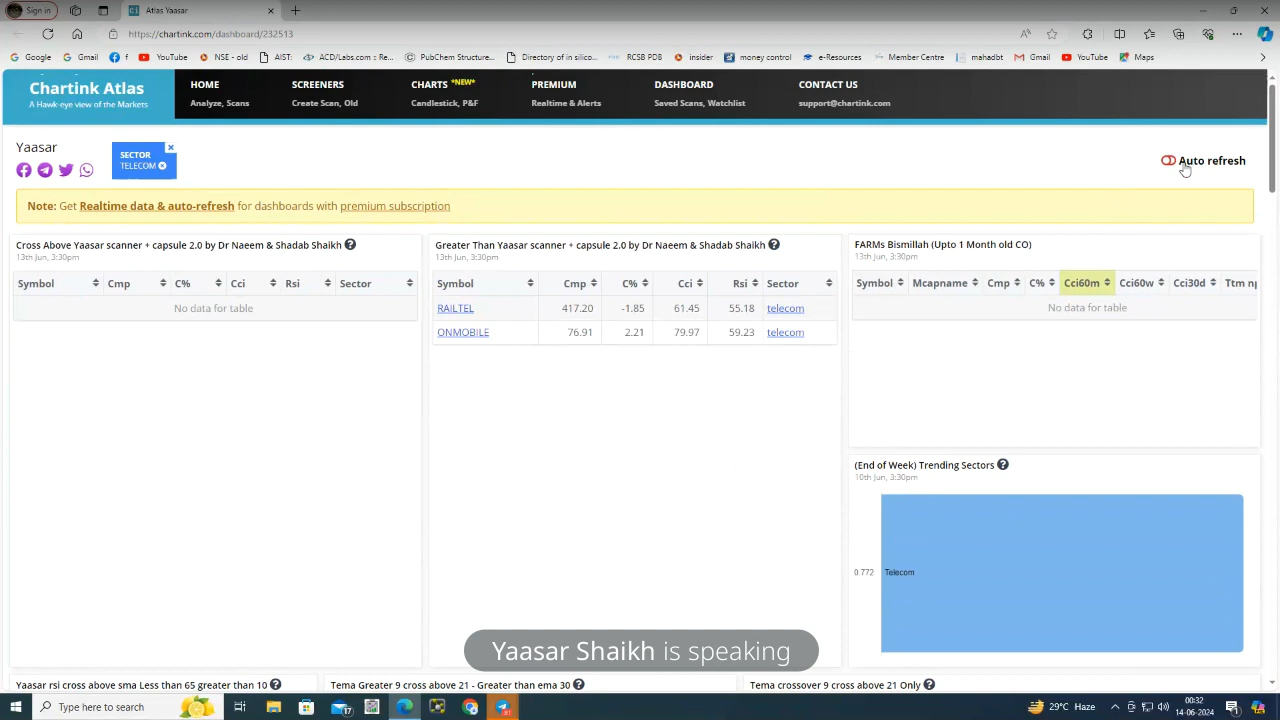 Sign in
Atlas Yaasar
https://chartink.com/dashboard/232513
Google
Gmail
f
YouTube
NSE - old
AIST:
ACD/Labs.com : : Re...
PubChem Structure...
Directory of in silico...
RCSB PDB
insider
money control
e-Resources
Member Login
mahadbt
Gmail
YouTube
Maps
Chartink Atlas
A Hawk-eye view of the Markets
HOME
Analyze, Scans
SCREENERS
Create Scan, Old
CHARTS *NEW*
Candlestick, P&F
PREMIUM
Realtime & Alerts
DASHBOARD
Saved Scans, Watchlist
CONTACT US
support@chartink.com
Yaasar
SECTOR
TELECOM
Auto refresh
Note: Get Realtime data & auto-refresh for dashboards with premium subscription
Cross Above Yaasar scanner + capsule 2.0 by Dr Naeem & Shadab Shaikh
13th Jun, 3:30pm
Symbol Cmp C% Cci Rsi Sector
No data for table
Greater Than Yaasar scanner + capsule 2.0 by Dr Naeem & Shadab Shaikh
13th Jun, 3:30pm
Symbol Cmp C% Cci Rsi Sector
RAILTEL 417.20 -1.85 61.45 55.18 telecom
ONMOBILE 76.91 2.21 79.97 59.23 telecom
FARMs Bismillah (Upto 1 Month old CO)
13th Jun, 3:30pm
Symbol Mcapname Cmp C% Cci60m Cci60w Cci30d Ttm np
No data for table
(End of Week) Trending Sectors
10th Jun, 3:30pm
0.772 Telecom
Yaasar Shaikh is speaking
Yaasar rsi cross above sma Less than 65 greater than 10
Tema Greater 9 cross above 21 - Greater than ema 30
Tema crossover 9 cross above 21 Only
Type here to search
17
29°C Haze
00:32
14-06-2024